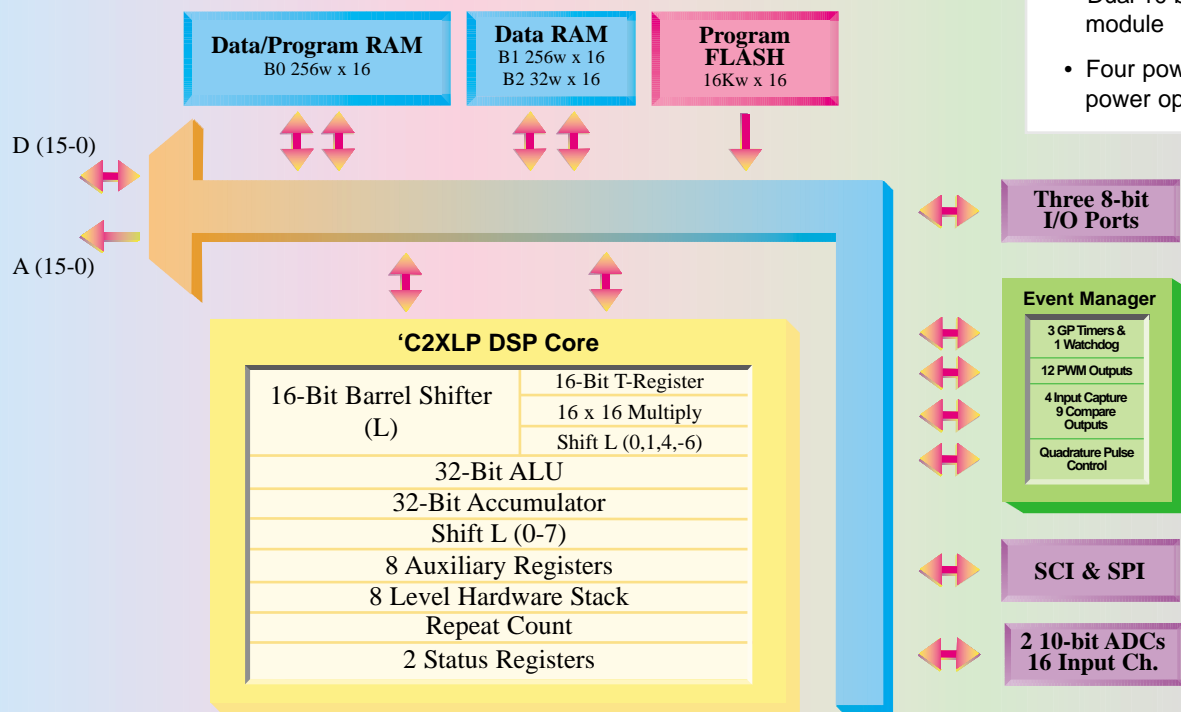 Data/Program RAM
B0 256w x 16
Data RAM
B1 256w x 16
B2 32w x 16
Program
FLASH
16Kw x 16
module
• Four
power
D (15-0)
A (15-0)
Three 8-bit
I/O Ports
'C2XLP DSP Core
16-Bit Barrel Shifter
(L)
16-Bit T-Register
16 x 16 Multiply
Shift L (0,1,4,-6)
32-Bit ALU
32-Bit Accumulator
Shift L (0-7)
8 Auxiliary Registers
8 Level Hardware Stack
Repeat Count
2 Status Registers
Event Manager
3 GP Timers &
1 Watchdog
12 PWM Outputs
4 Input Capture
9 Compare
Outputs
Quadrature Pulse
Control
SCI & SPI
2 10-bit ADCs
16 Input Ch.